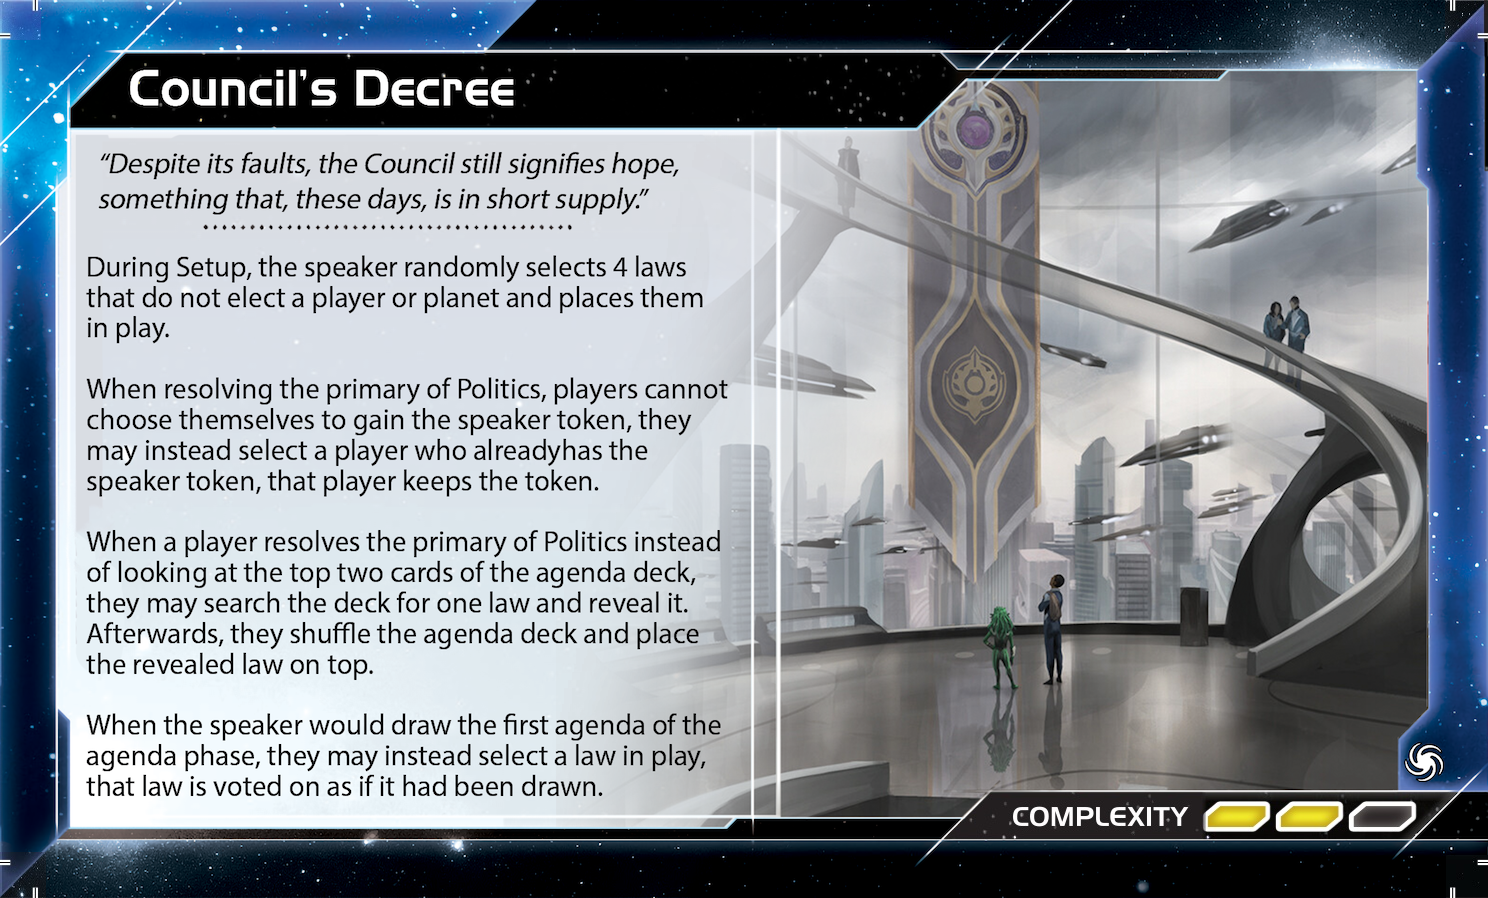 Council's Decree
“Despite its faults, the Council still signifies hope,
something that, these days, is in short supply.”
During Setup, the speaker randomly selects 4 laws
that do not elect a player or planet and places them
in play.
When resolving the primary of Politics, players cannot
choose themselves to gain the speaker token, they
may instead select a player who alreadyhas the
speaker token, that player keeps the token.
When a player resolves the primary of Politics instead
of looking at the top two cards of the agenda deck,
they may search the deck for one law and reveal it.
Afterwards, they shuffle the agenda deck and place
the revealed law on top.
When the speaker would draw the first agenda of the
agenda phase, they may instead select a law in play,
that law is voted on as if it had been drawn.
COMPLEXITY